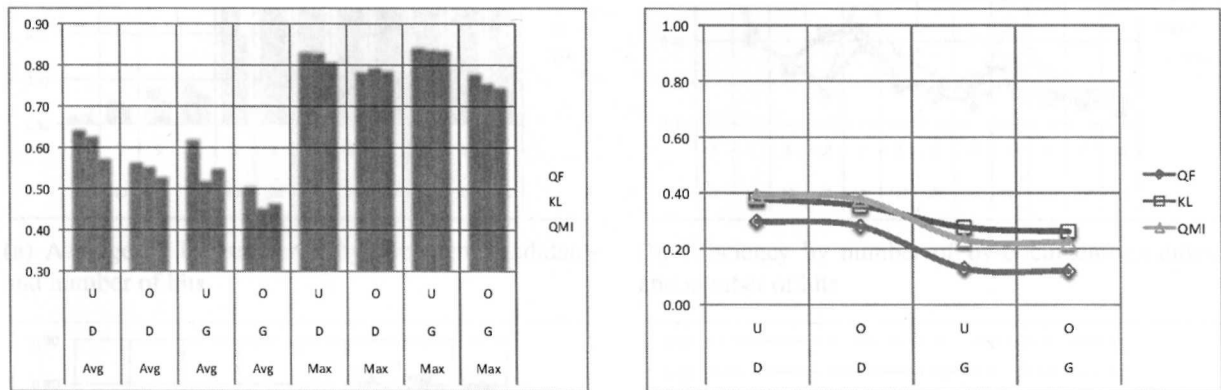 0.90
0.80
0.70
0.60
0.50
0.40
0.30
QF
KL
QMI
U O U O U O U O
D D G G D D G G
Avg Avg Avg Avg Max Max Max Max
1.00
0.80
0.60
0.40
0.20
0.00
QF
KL
QMI
U O U O
D D G G